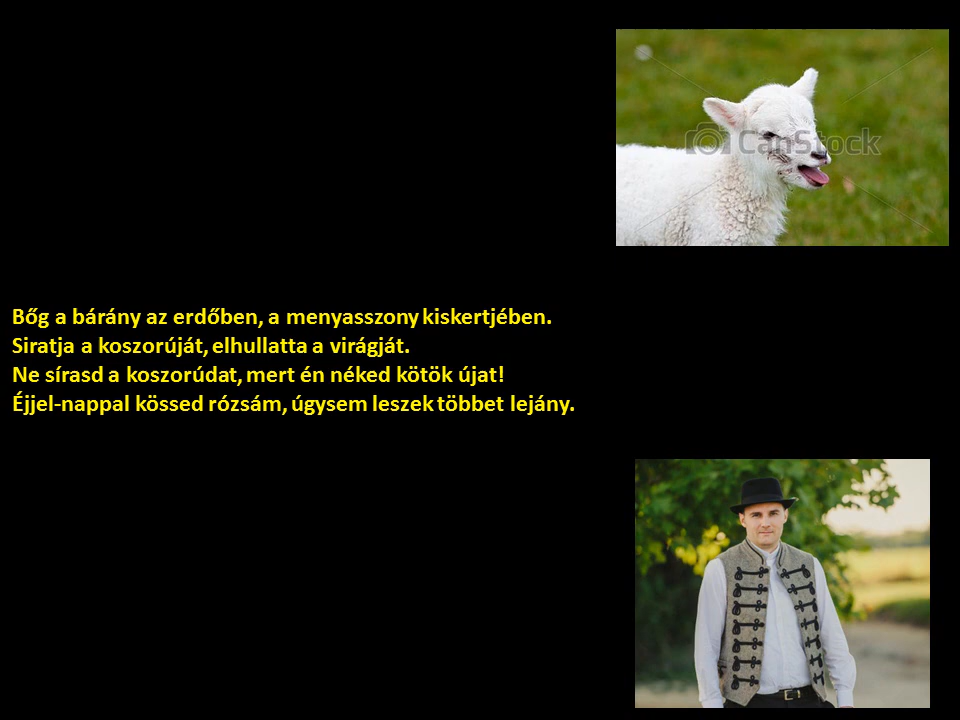 CanStock
Bőg a bárány az erdőben, a menyasszony kiskertjében.
Siratja a koszorúját, elhullatta a virágját.
Ne sírasd a koszorúdat, mert én néked kötök újat!
Éjjel-nappal kössed rózsám, úgysem leszek többet lejány.